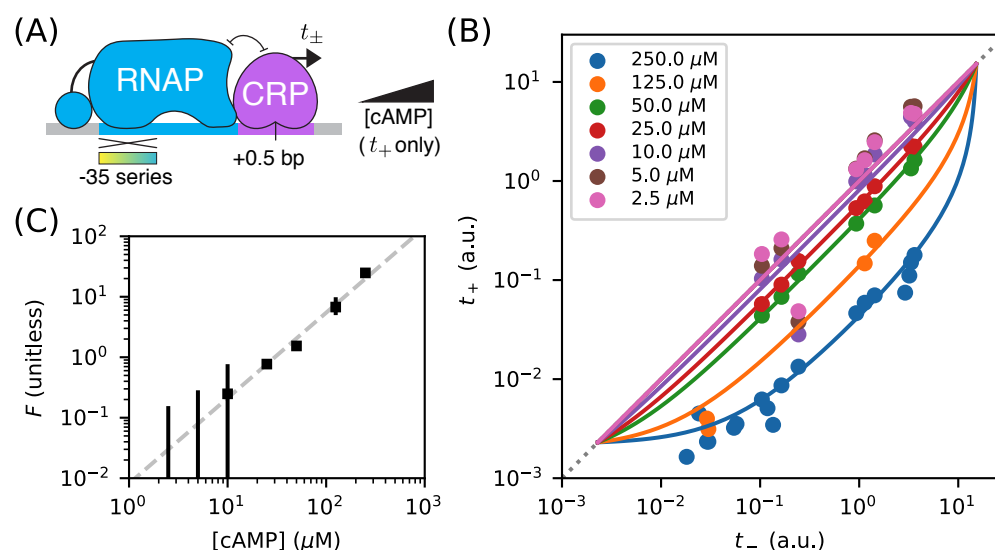 (A)
t±
RNAP
CRP
[cAMP]
(t+ only)
+0.5 bp
-35 series
(B)
250.0 μM
125.0 μM
50.0 μM
25.0 μM
10.0 μM
5.0 μM
2.5 μM
10^1
10^0
10^−1
10^−2
10^−3
t+ (a.u.)
10^−3
10^−2
10^−1
10^0
10^1
t− (a.u.)
(C)
10^2
10^1
10^0
10^−1
10^−2
F (unitless)
10^0
10^1
10^2
10^3
[cAMP] (μM)